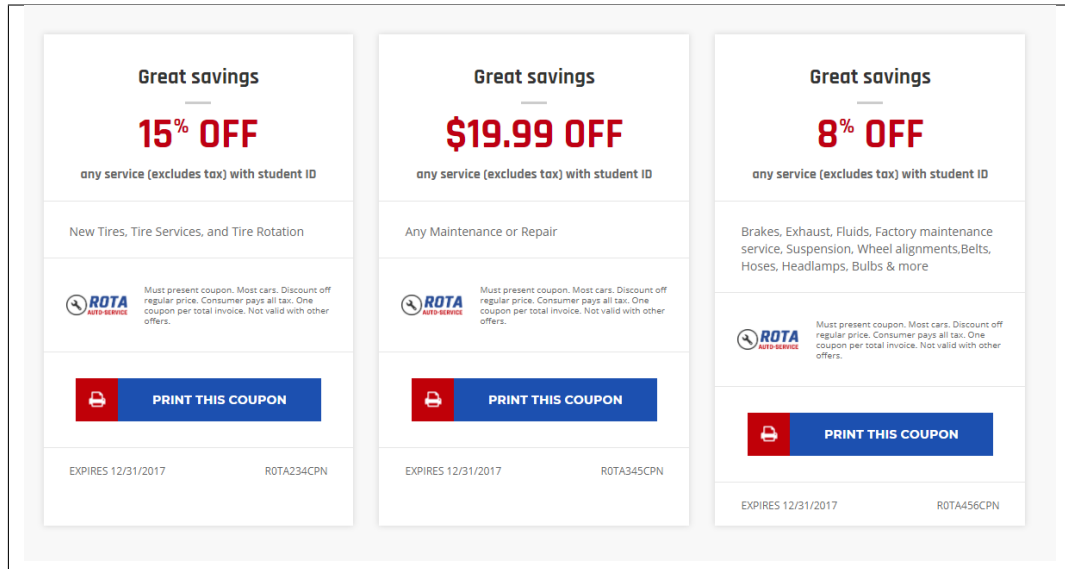 Great savings
15% OFF
any service (excludes tax) with student ID
New Tires, Tire Services, and Tire Rotation
ROTA
AUTO-SERVICE
Must present coupon. Most cars. Discount off
regular price. Consumer pays all tax. One
coupon per total invoice. Not valid with other
offers.
PRINT THIS COUPON
EXPIRES 12/31/2017 R0TA234CPN
Great savings
$19.99 OFF
any service (excludes tax) with student ID
Any Maintenance or Repair
ROTA
AUTO-SERVICE
Must present coupon. Most cars. Discount off
regular price. Consumer pays all tax. One
coupon per total invoice. Not valid with other
offers.
PRINT THIS COUPON
EXPIRES 12/31/2017 R0TA345CPN
Great savings
8% OFF
any service (excludes tax) with student ID
Brakes, Exhaust, Fluids, Factory maintenance
service, Suspension, Wheel alignments,Belts,
Hoses, Headlamps, Bulbs & more
ROTA
AUTO-SERVICE
Must present coupon. Most cars. Discount off
regular price. Consumer pays all tax. One
coupon per total invoice. Not valid with other
offers.
PRINT THIS COUPON
EXPIRES 12/31/2017 R0TA456CPN